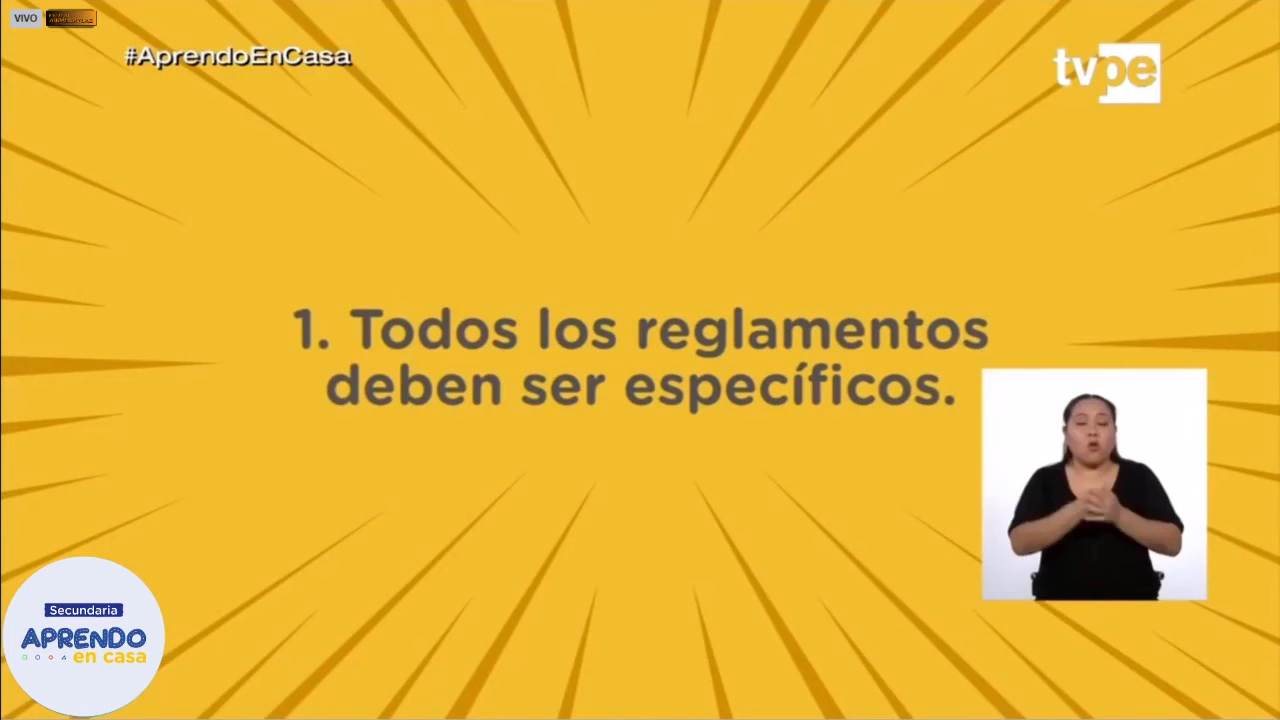 VIVO
#AprendoEnCasa
tvpe
1. Todos los reglamentos
deben ser específicos.
Secundaria
APRENDO
en casa